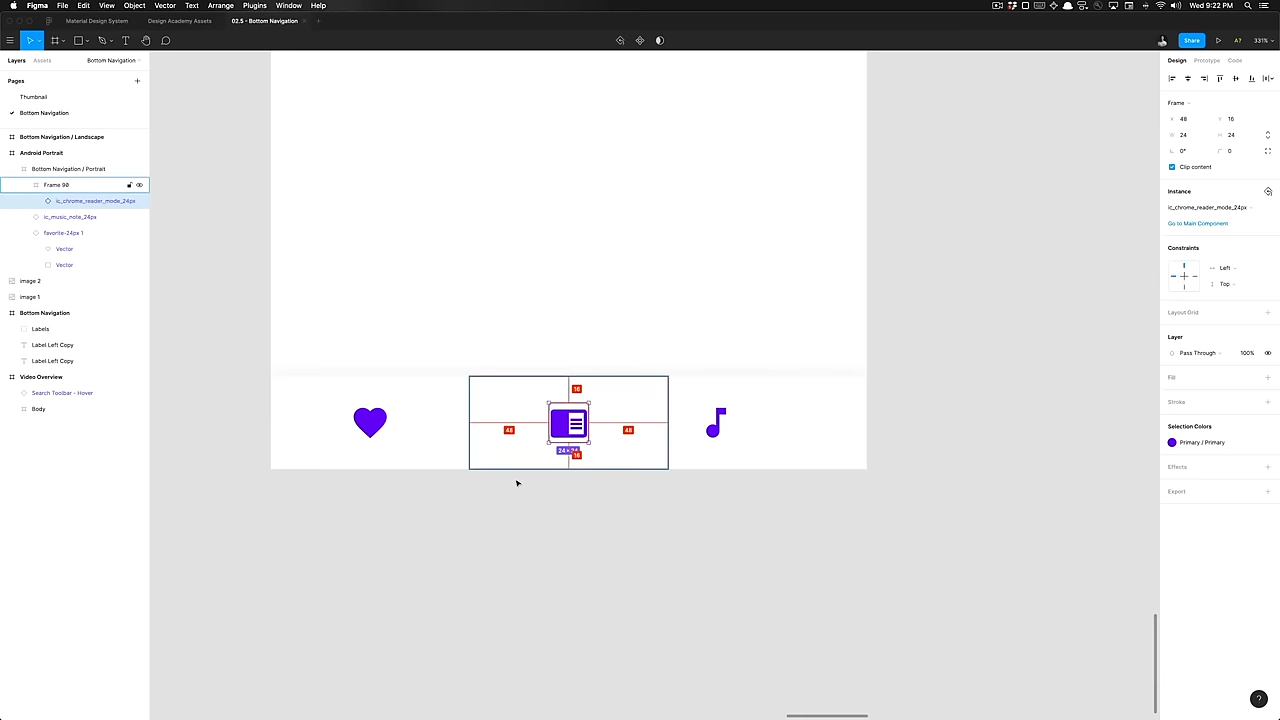 Figma File Edit View Object Vector Text Arrange Plugins Window Help Wed 9:22 PM
Material Design System Design Academy Assets 02.5 - Bottom Navigation
Share A? 331%
Layers Assets Bottom Navigation
Pages
Thumbnail
Bottom Navigation
Bottom Navigation / Landscape
Android Portrait
Bottom Navigation / Portrait
Frame 90
ic_chrome_reader_mode_24px
ic_music_note_24px
favorite-24px 1
Vector
Vector
image 2
image 1
Bottom Navigation
Labels
Label Left Copy
Label Left Copy
Video Overview
Search Toolbar - Hover
Body
16
48
48
24 ×
16
Design Prototype Code
Frame
X 48 Y 16
W 24 H 24
0° 0
Clip content
Instance
ic_chrome_reader_mode_24px
Go to Main Component
Constraints
Left
Top
Layout Grid
Layer
Pass Through 100%
Fill
Stroke
Selection Colors
Primary / Primary
Effects
Export
?